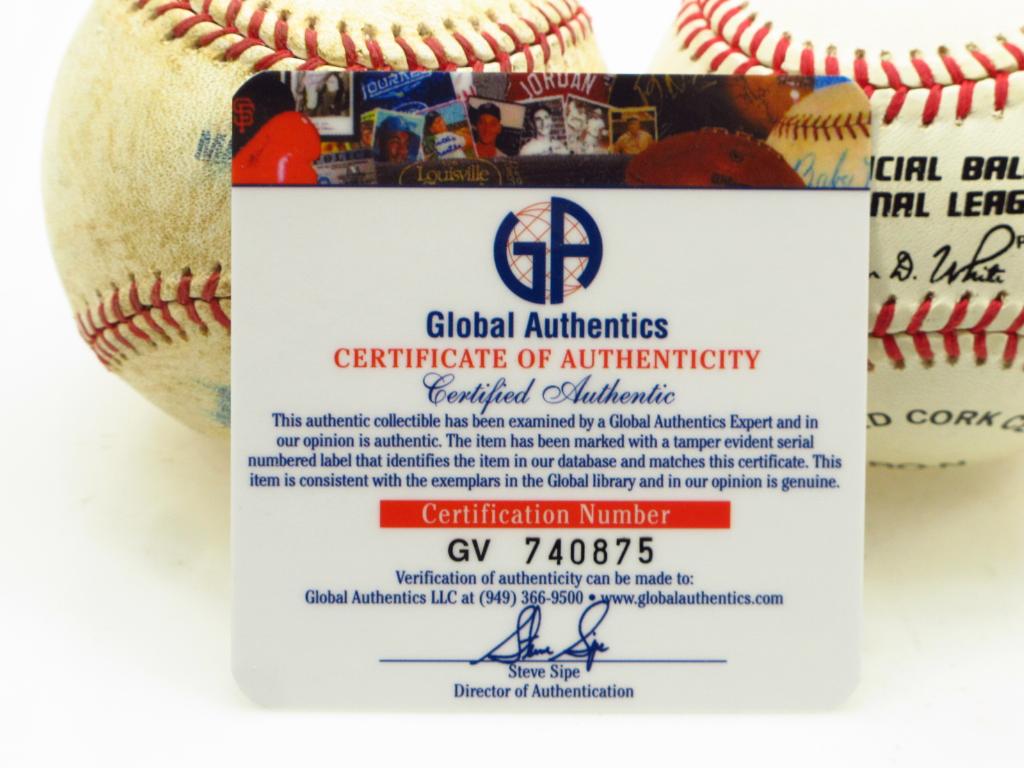 JORDAN
Louisville
Baby
GA
Global Authentics
CERTIFICATE OF AUTHENTICITY
Certified Authentic
This authentic collectible has been examined by a Global Authentics Expert and in
our opinion is authentic. The item has been marked with a tamper evident serial
numbered label that identifies the item in our database and matches this certificate. This
item is consistent with the exemplars in the Global library and in our opinion is genuine.
Certification Number
GV 740875
Verification of authenticity can be made to:
Global Authentics LLC at (949) 366-9500 • www.globalauthentics.com
Steve Sipe
Steve Sipe
Director of Authentication
CIAL BAL
NAL LEAG
D. White
D CORK C